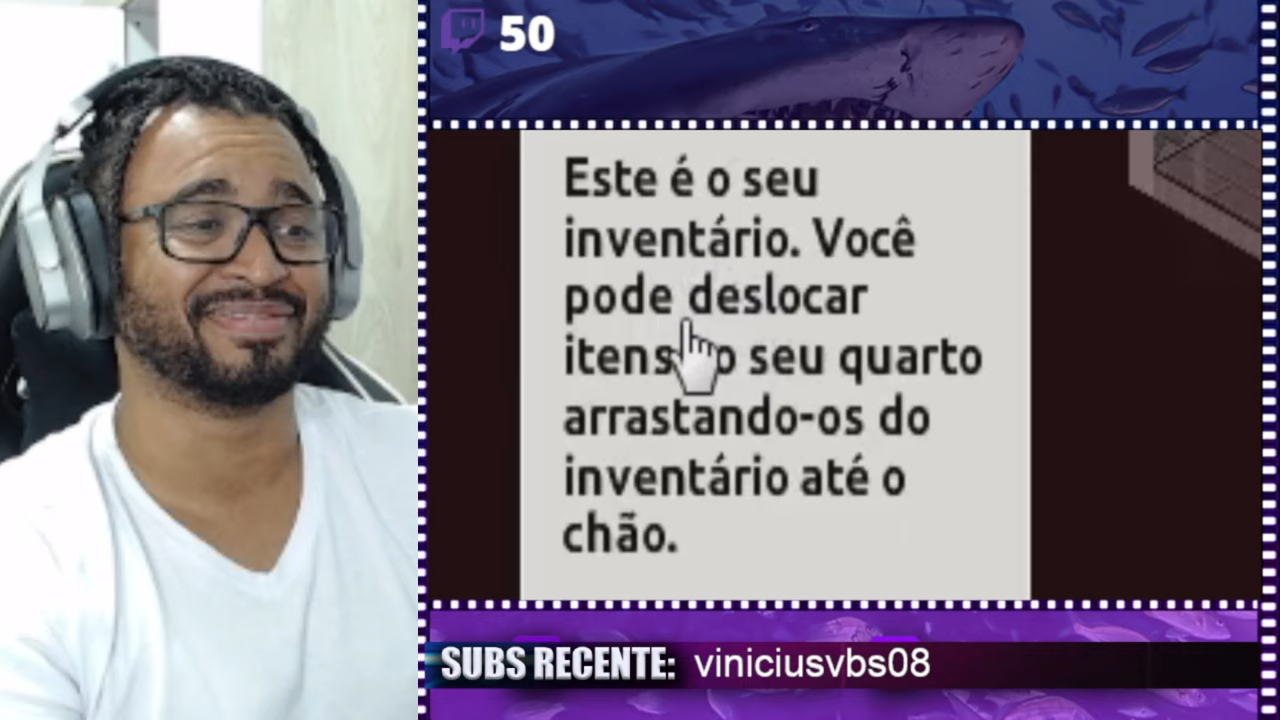 50
Este é o seu
inventário. Você
pode deslocar
itens o seu quarto
arrastando-os do
inventário até o
chão.
SUBS RECENTE: viniciusvbs08